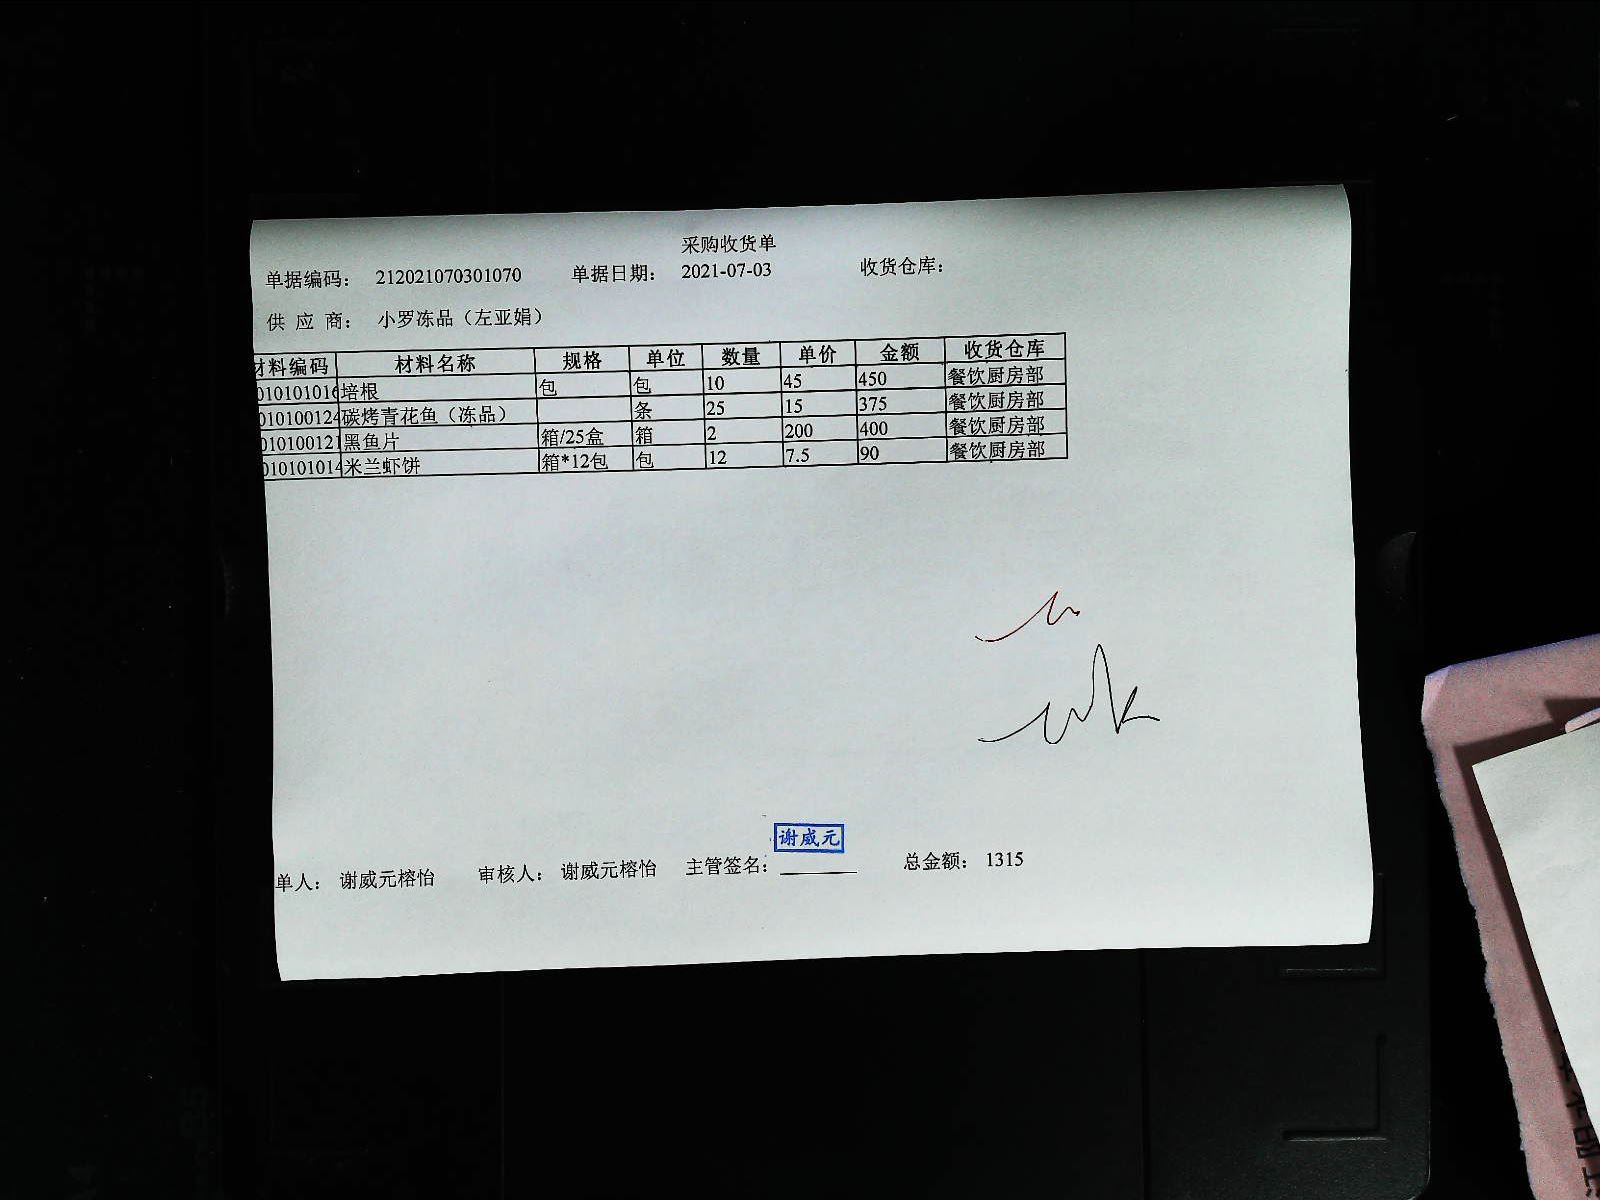 采购收货单
单据编码： 212021070301070 单据日期： 2021-07-03 收货仓库：
供 应 商： 小罗冻品（左亚娟）
材料编码 材料名称 规格 单位 数量 单价 金额 收货仓库
010101016 培根 包 包 10 45 450 餐饮厨房部
010100124 碳烤青花鱼（冻品） 条 25 15 375 餐饮厨房部
010100121 黑鱼片 箱/25盒 箱 2 200 400 餐饮厨房部
010101014 米兰虾饼 箱*12包 包 12 7.5 90 餐饮厨房部
谢威元
单人： 谢威元榕怡 审核人： 谢威元榕怡 主管签名： 总金额： 1315